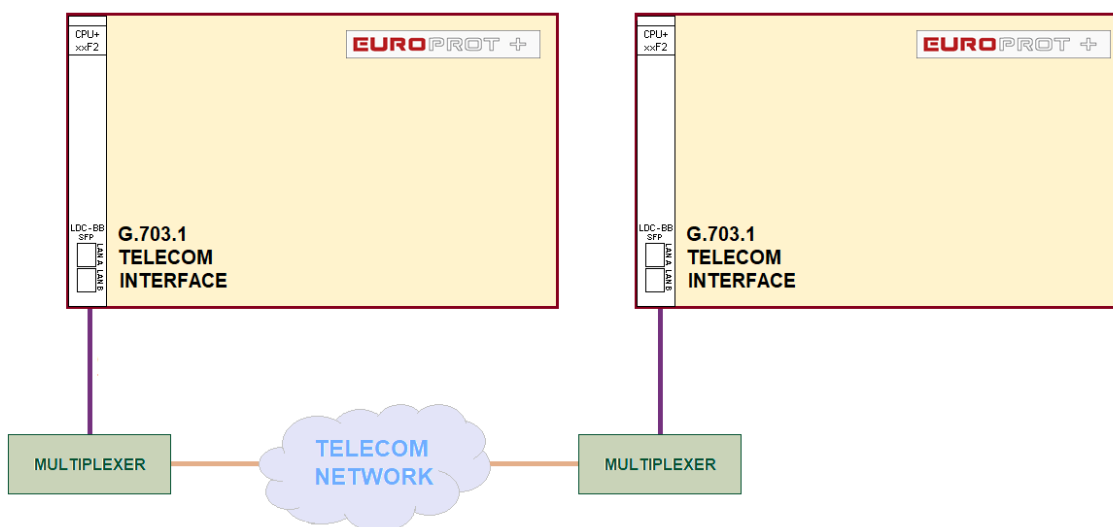 CPU+
xxF2
EUROPROT +
LDC-BB
SFP
LAN A
LAN B
G.703.1
TELECOM
INTERFACE
CPU+
xxF2
EUROPROT +
LDC-BB
SFP
LAN A
LAN B
G.703.1
TELECOM
INTERFACE
MULTIPLEXER
TELECOM
NETWORK
MULTIPLEXER